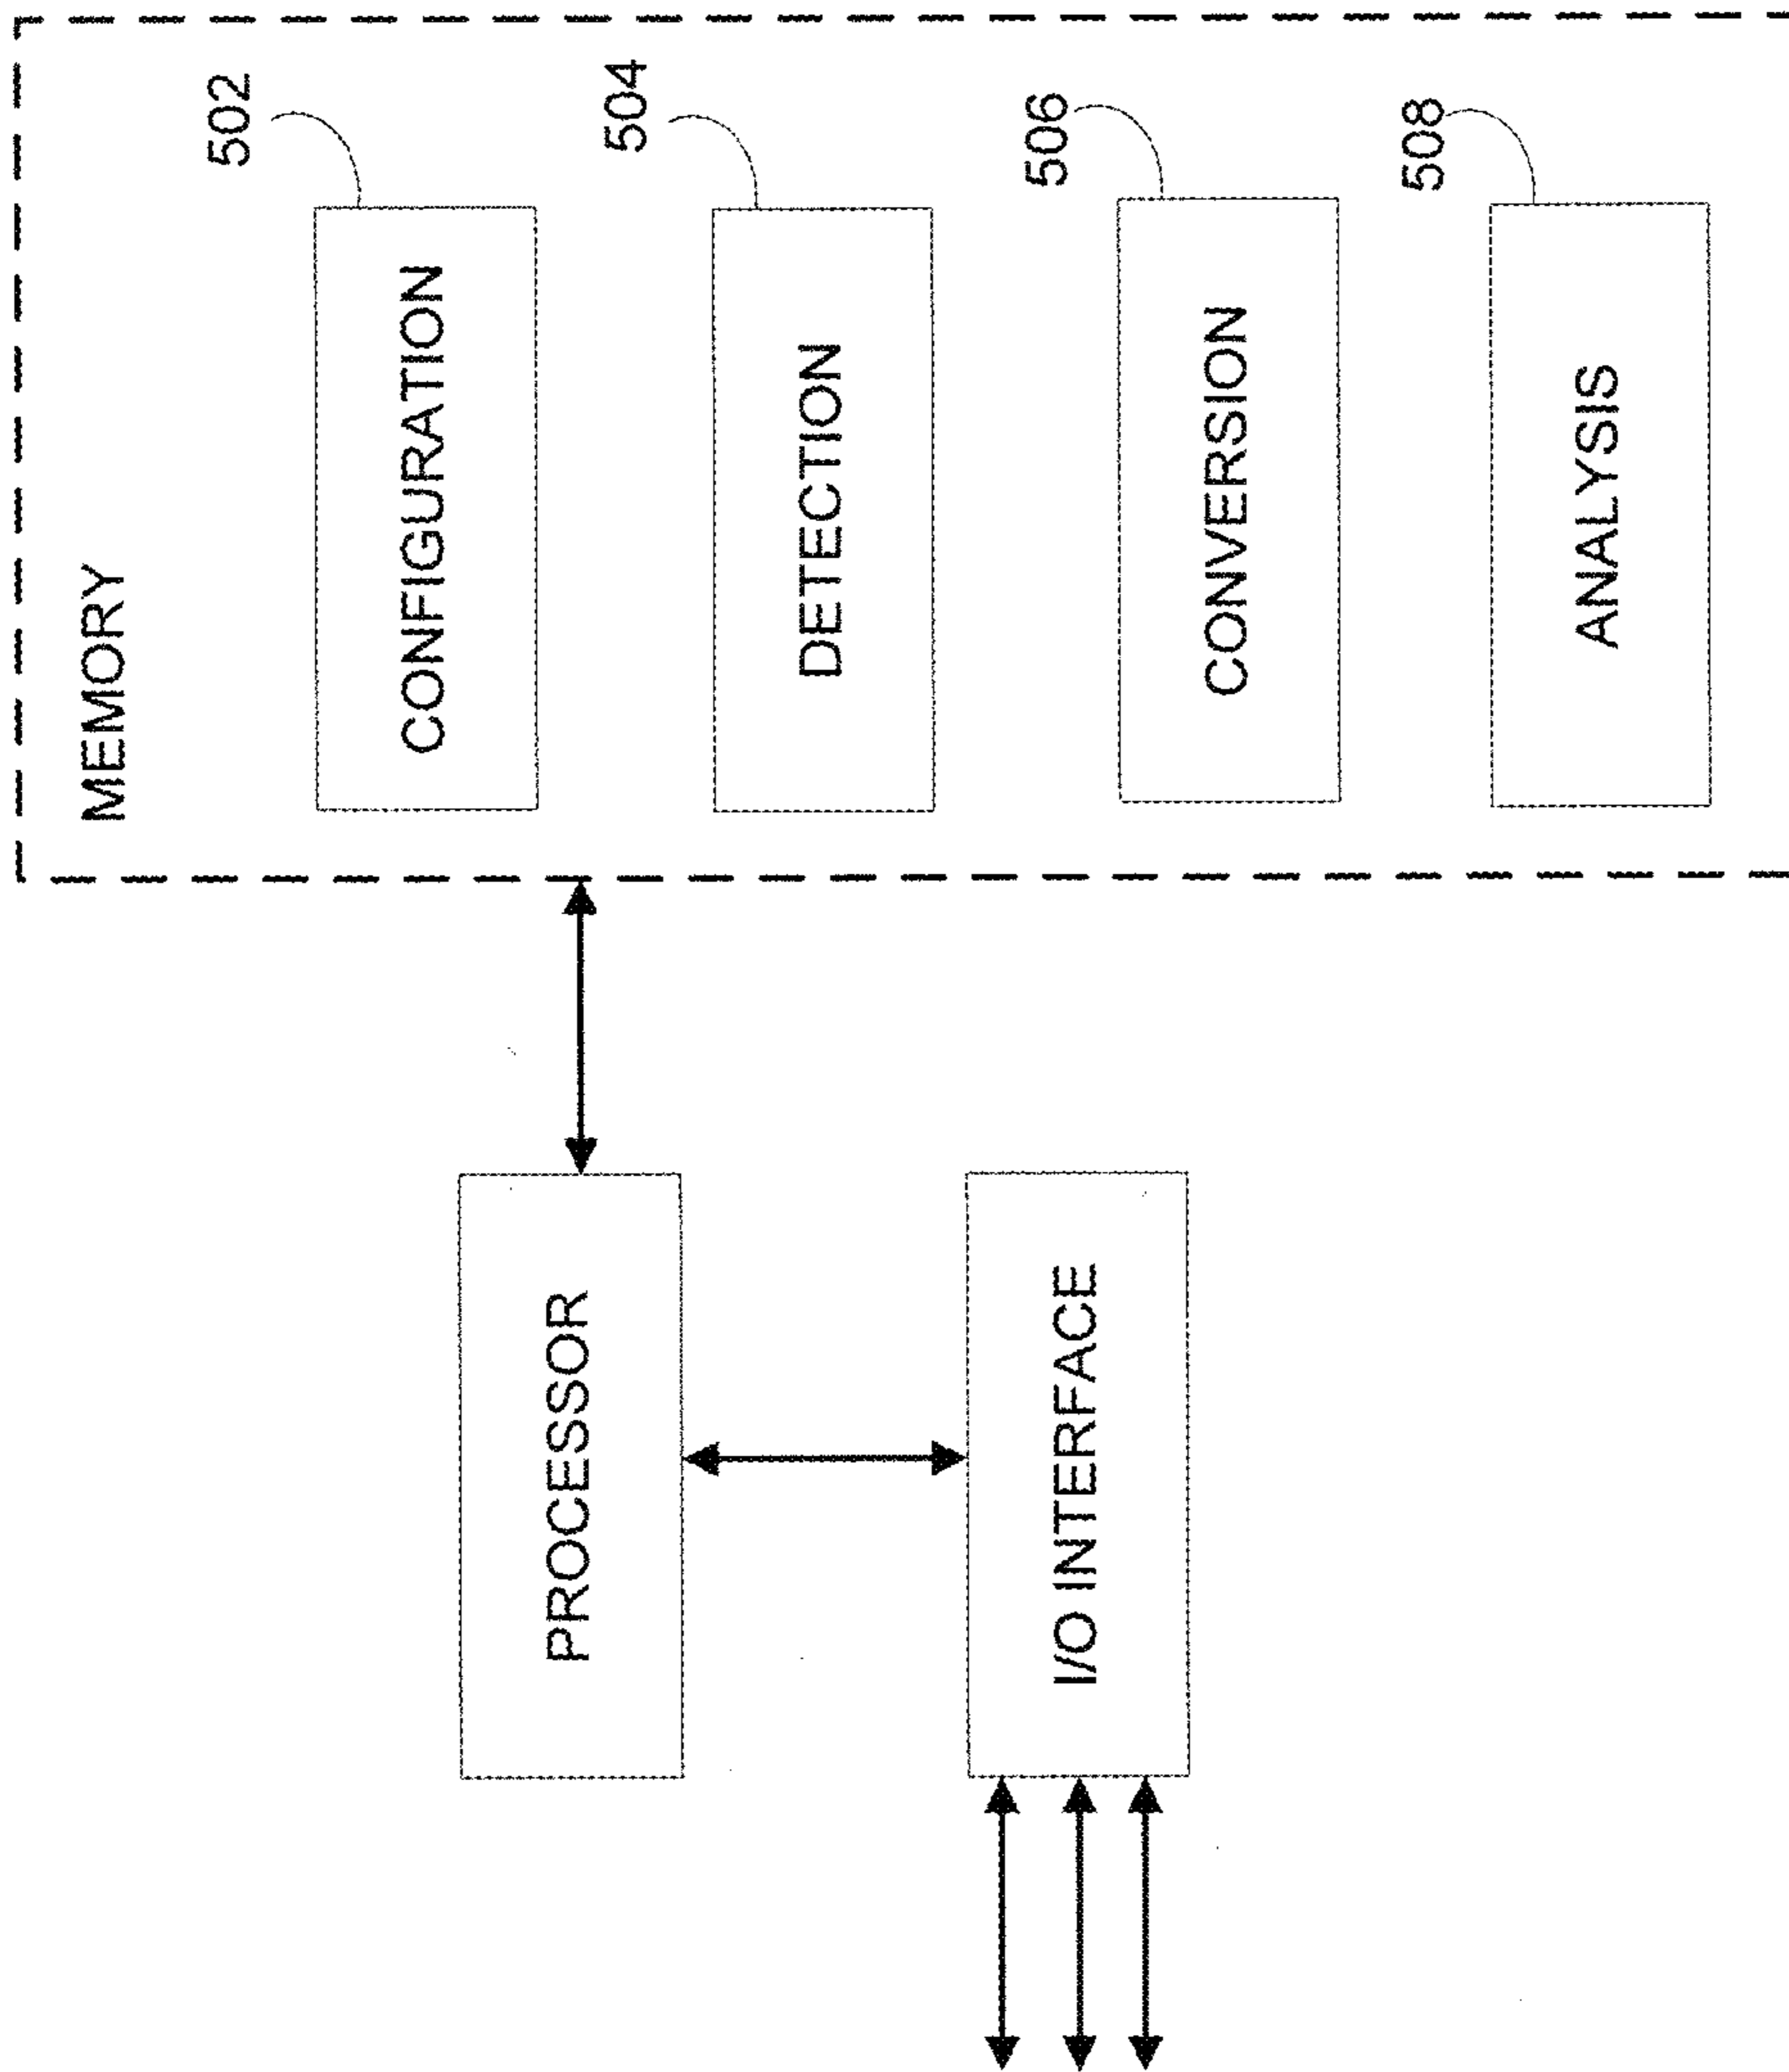 MEMORY
502
CONFIGURATION
504
DETECTION
506
CONVERSION
508
ANALYSIS
PROCESSOR
I/O INTERFACE